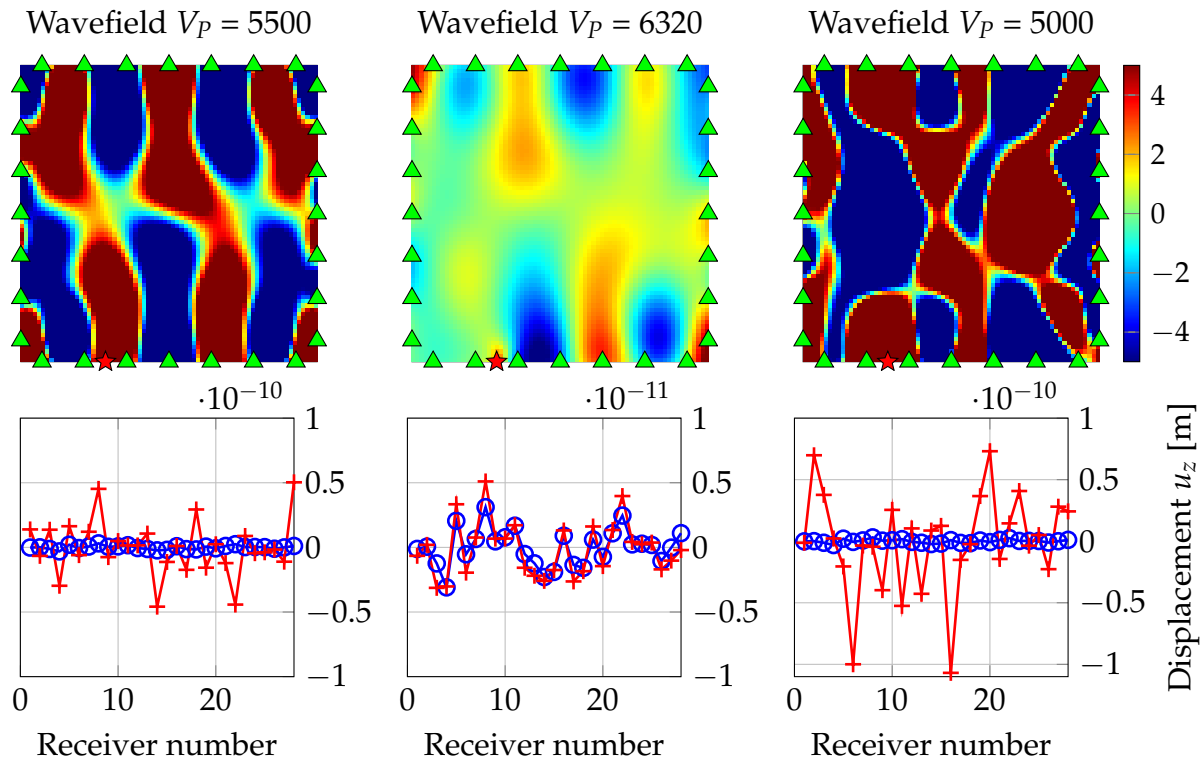 Wavefield V_P = 5500 Wavefield V_P = 6320 Wavefield V_P = 5000
4
2
0
−2
−4
·10⁻¹⁰ ·10⁻¹¹ ·10⁻¹⁰
1 1 1
0.5 0.5 0.5
0 0 0
−0.5 −0.5 −0.5
−1 −1 −1
0 10 20 0 10 20 0 10 20
Receiver number Receiver number Receiver number
Displacement u_z [m]